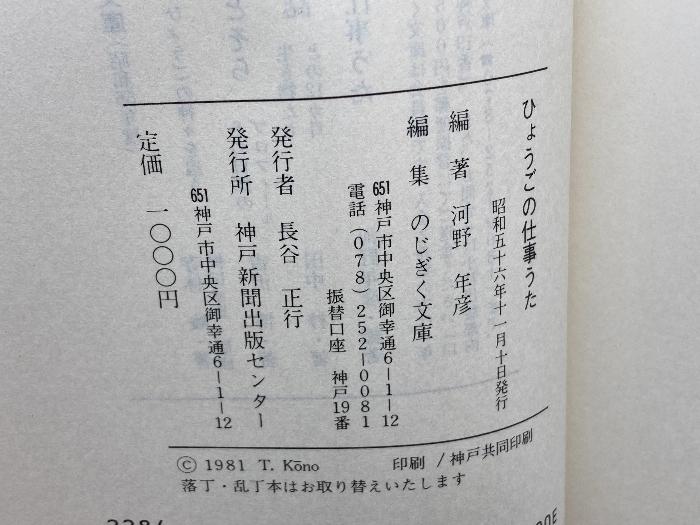 ひょうごの仕事うた
昭和五十六年十一月十日発行
編著 河野年彦
編集 のじぎく文庫
651神戸市中央区御幸通6-1-12
電話(078)252-0081
振替口座 神戸19番
発行者 長谷正行
発行所 神戸新聞出版センター
651神戸市中央区御幸通6-1-12
定価 一〇〇〇円
© 1981 T. Kōno 印刷/神戸共同印刷
落丁・乱丁本はお取り替えいたします